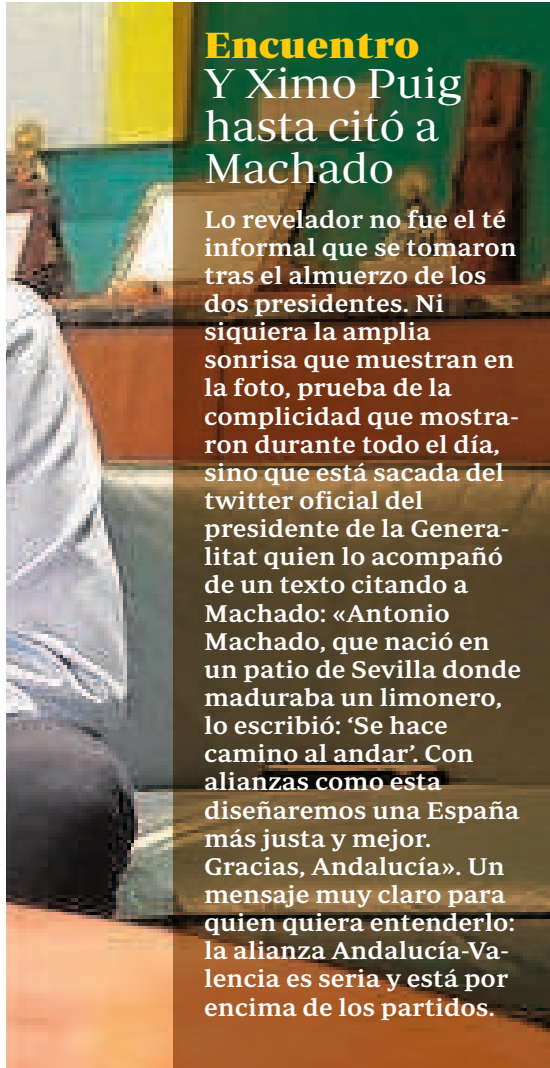 Encuentro
Y Ximo Puig
hasta citó a
Machado
Lo revelador no fue el té
informal que se tomaron
tras el almuerzo de los
dos presidentes. Ni
siquiera la amplia
sonrisa que muestran en
la foto, prueba de la
complicidad que mostra-
ron durante todo el día,
sino que está sacada del
twitter oficial del
presidente de la Genera-
litat quien lo acompañó
de un texto citando a
Machado: «Antonio
Machado, que nació en
un patio de Sevilla donde
maduraba un limonero,
lo escribió: ‘Se hace
camino al andar’. Con
alianzas como esta
diseñaremos una España
más justa y mejor.
Gracias, Andalucía». Un
mensaje muy claro para
quien quiera entenderlo:
la alianza Andalucía-Va-
lencia es seria y está por
encima de los partidos.